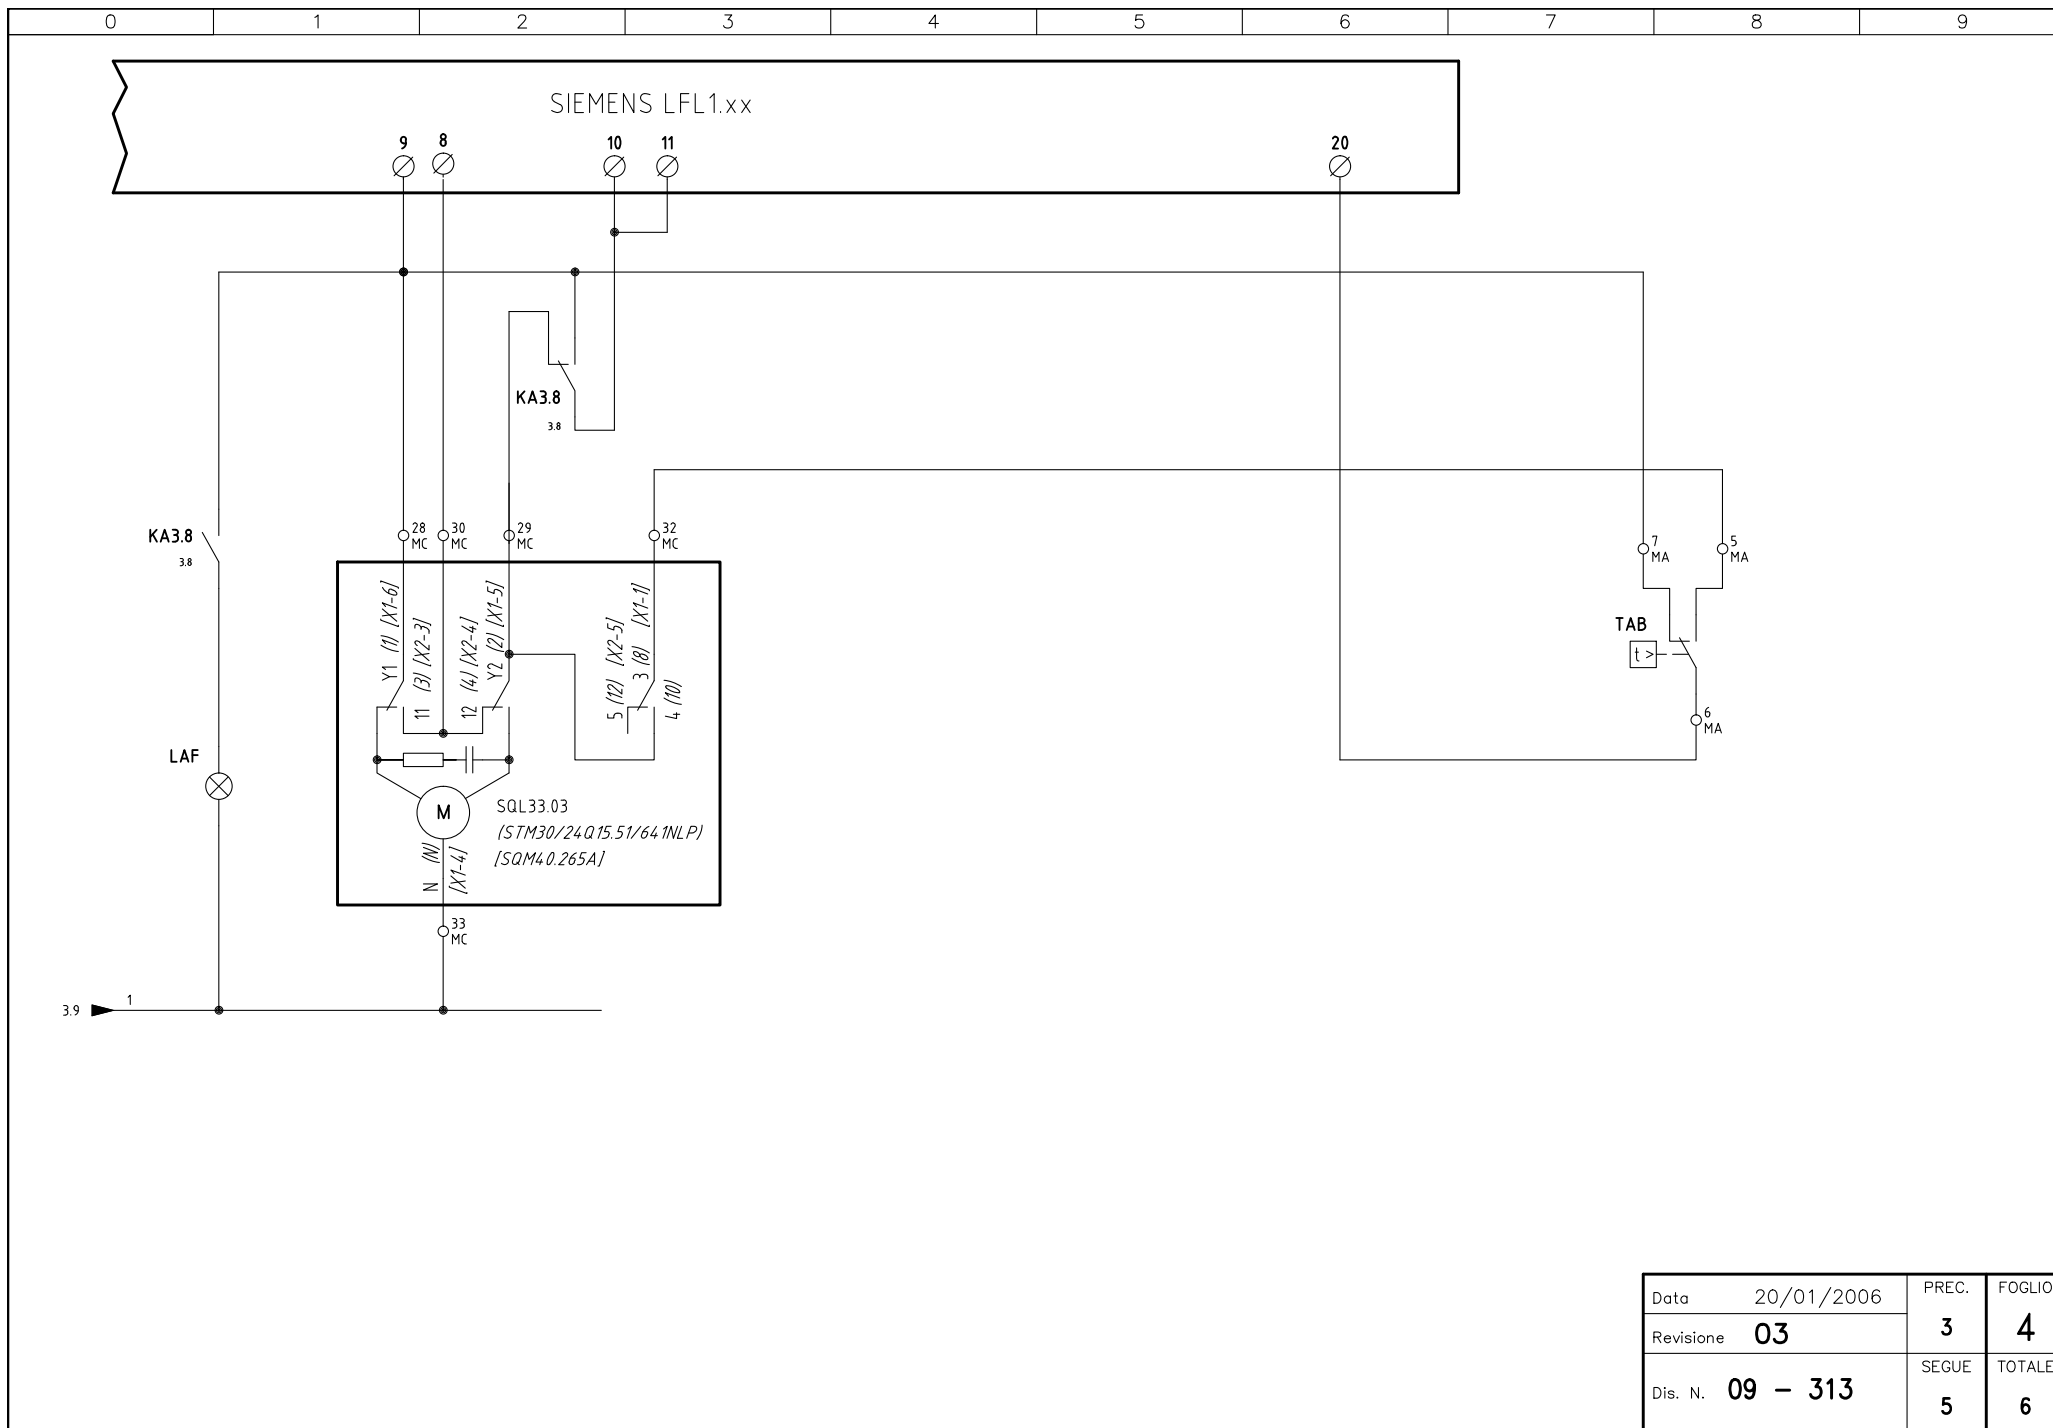 0 1 2 3 4 5 6 7 8 9
SIEMENS LFL1.xx
9 8 10 11 20
KA3.8
3.8
KA3.8
3.8
28
MC
30
MC
29
MC
32
MC
7
MA
5
MA
Y1 (1) [X1-6]
11 (3) [X2-3]
12 (4) [X2-4]
Y2 (2) [X1-5]
5 (12) [X2-5]
3 (8) [X1-1]
4 (10)
TAB
t >
6
MA
LAF
M
SQL33.03
(STM30/24Q15.51/641NLP)
[SQM40.265A]
N (N)
[X1-4]
33
MC
3.9 1
Data 20/01/2006
PREC.
3
FOGLIO
4
Revisione 03
Dis. N. 09 - 313
SEGUE
5
TOTALE
6